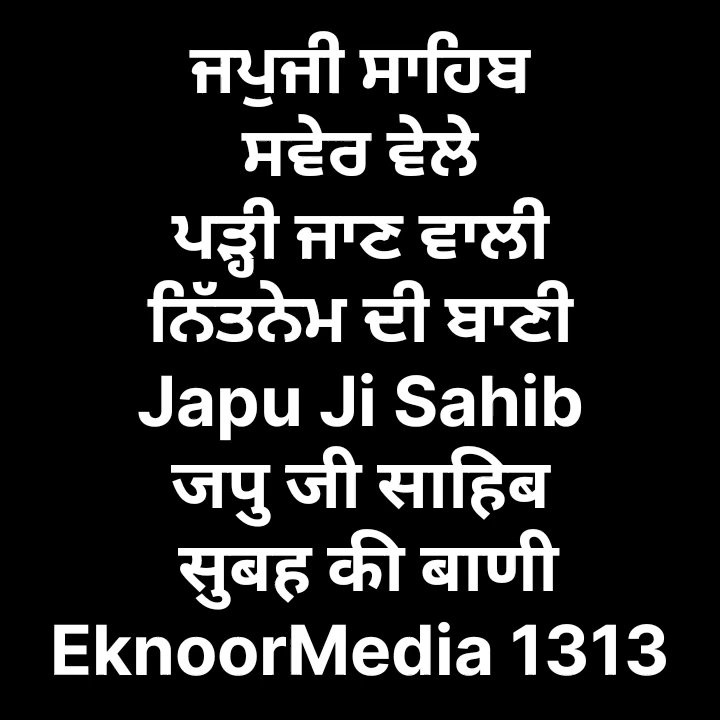 ਜਪੁਜੀ ਸਾਹਿਬ
ਸਵੇਰ ਵੇਲੇ
ਪੜ੍ਹੀ ਜਾਣ ਵਾਲੀ
ਨਿੱਤਨੇਮ ਦੀ ਬਾਣੀ
Japu Ji Sahib
जपु जी साहिब
सुबह की बाणी
EknoorMedia 1313